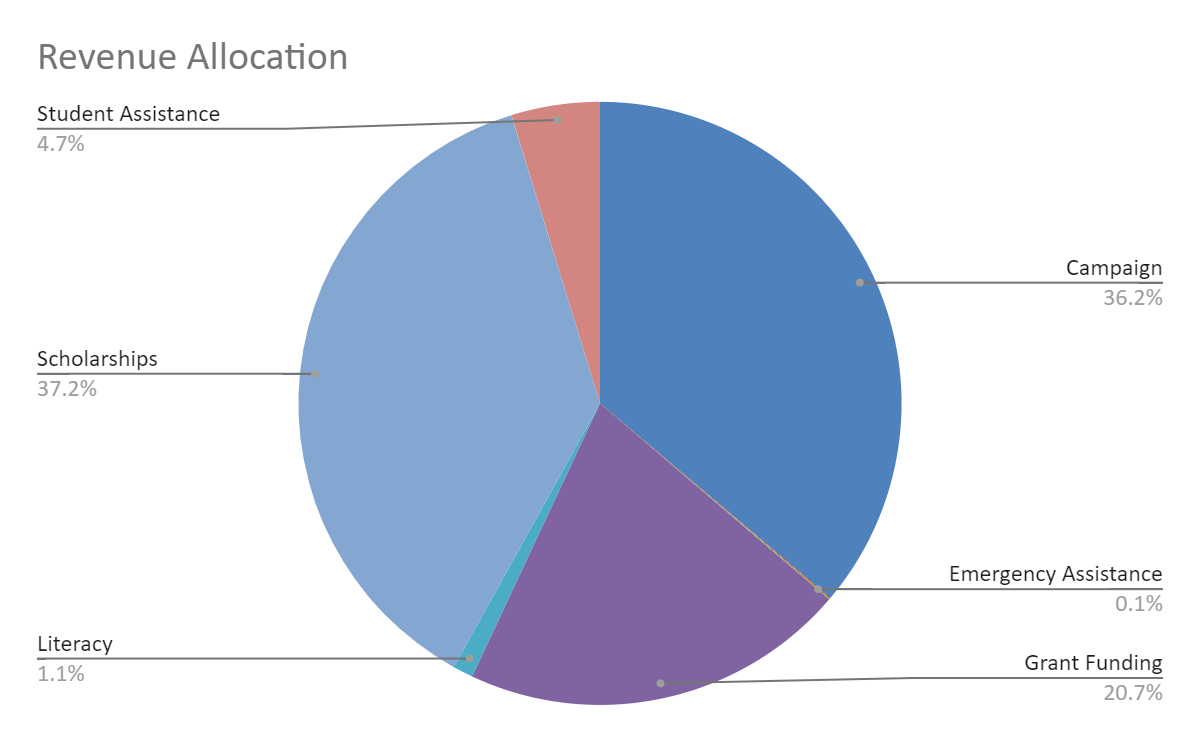 Revenue Allocation
Student Assistance
4.7%
Campaign
36.2%
Scholarships
37.2%
Emergency Assistance
0.1%
Literacy
1.1%
Grant Funding
20.7%